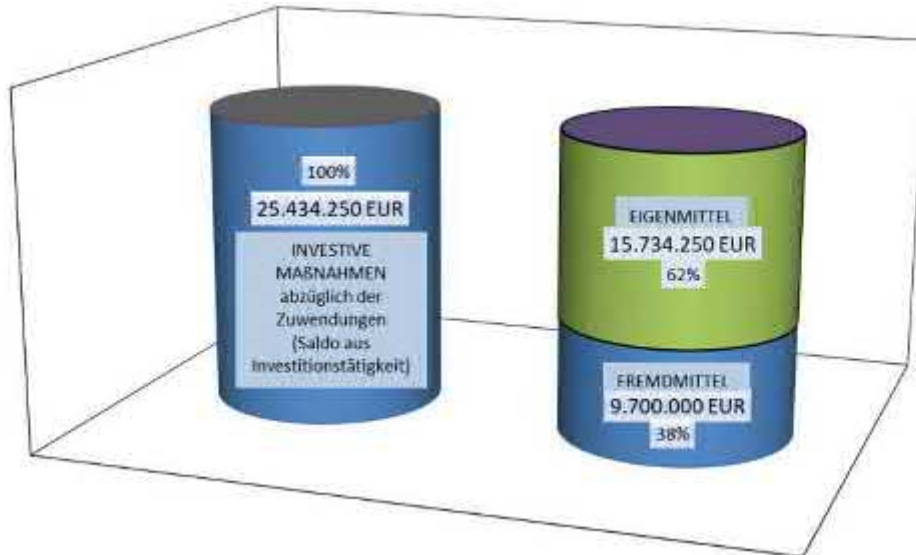 100%
25.434.250 EUR
INVESTIVE
MAßNAHMEN
abzüglich der
Zuwendungen
(Saldo aus
Investitionstätigkeit)
EIGENMITTEL
15.734.250 EUR
62%
FREMDMITTEL
9.700.000 EUR
38%